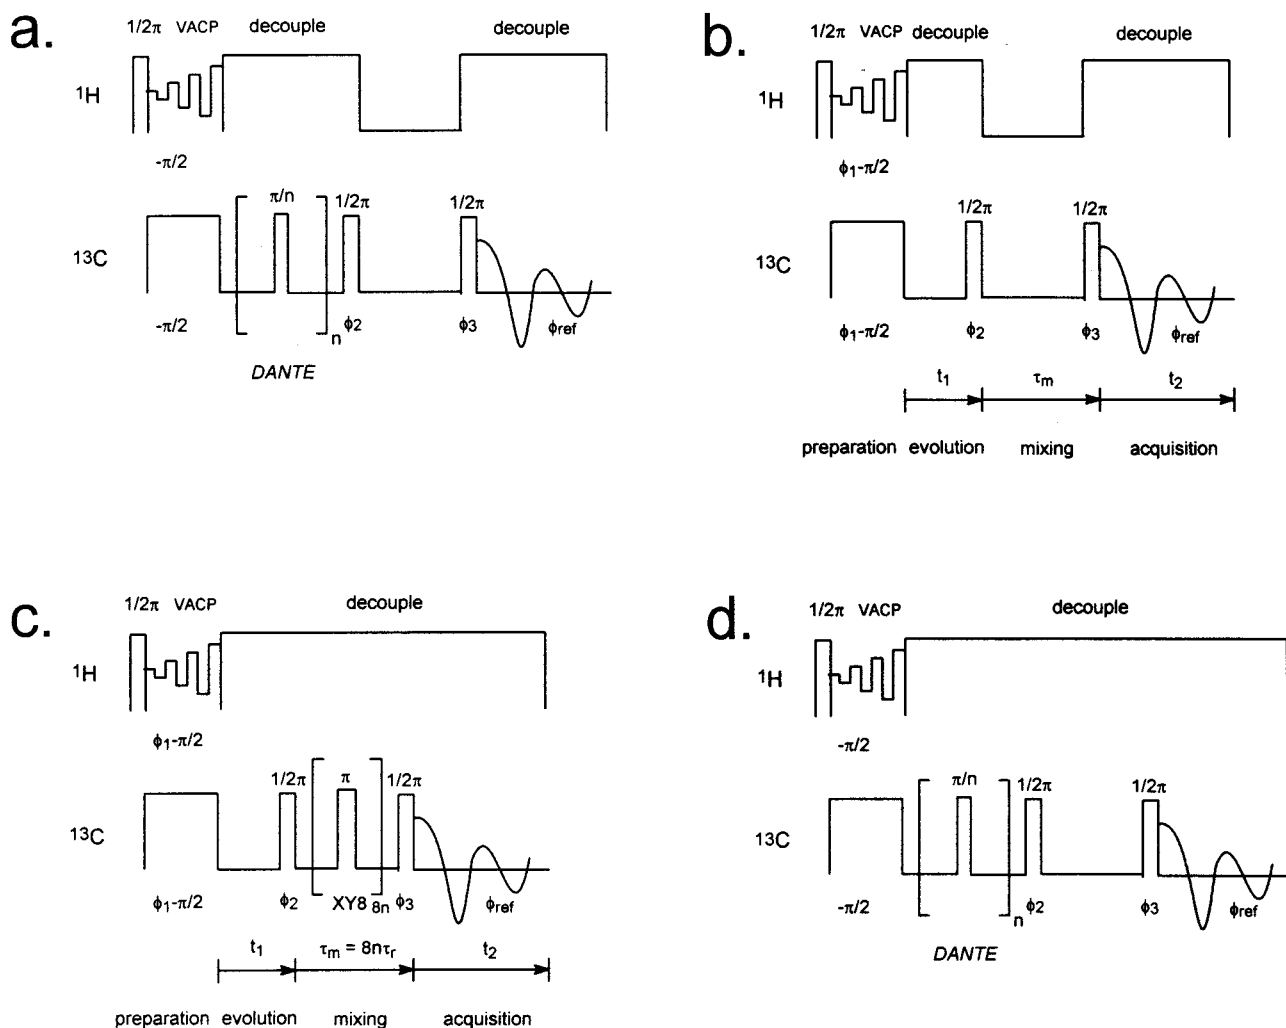 a.
1/2π VACP decouple decouple
¹H
-π/2
π/n 1/2π 1/2π
¹³C
-π/2 n ϕ₂ ϕ₃ ϕref
DANTE
b.
1/2π VACP decouple decouple
¹H
ϕ₁-π/2
1/2π 1/2π
¹³C
ϕ₁-π/2 ϕ₂ ϕ₃ ϕref
t₁ τₘ t₂
preparation evolution mixing acquisition
c.
1/2π VACP decouple
¹H
ϕ₁-π/2
1/2π π 1/2π
¹³C
ϕ₁-π/2 ϕ₂ XY8 8n ϕ₃ ϕref
t₁ τₘ = 8nτᵣ t₂
preparation evolution mixing acquisition
d.
1/2π VACP decouple
¹H
-π/2
π/n 1/2π 1/2π
¹³C
-π/2 n ϕ₂ ϕ₃ ϕref
DANTE